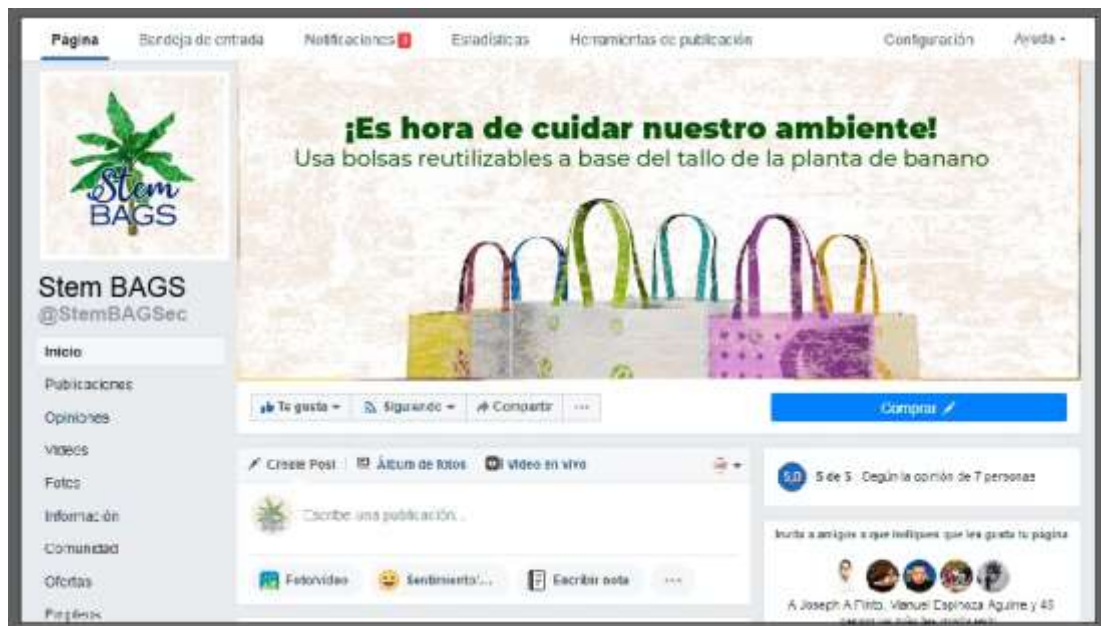 Página Bandeja de entrada Notificaciones Estadísticas Herramientas de publicación Configuración Ayuda
¡Es hora de cuidar nuestro ambiente!
Usa bolsas reutilizables a base del tallo de la planta de banano
Stem
BAGS
Stem BAGS
@StemBAGSec
Inicio
Publicaciones
Opiniones
Videos
Fotos
Información
Comunidad
Ofertas
Te gusta Siguiendo Compartir ...
Comprar
Create Post Álbum de fotos Video en vivo
Escribe una publicación...
Foto/video Sentimiento/... Escribir nota ...
5,0 5 de 5 Según la opinión de 7 personas
Invita a amigos a que indiquen que les gusta tu página
A Joseph A Pinto, Manuel Espinoza Aguirre y